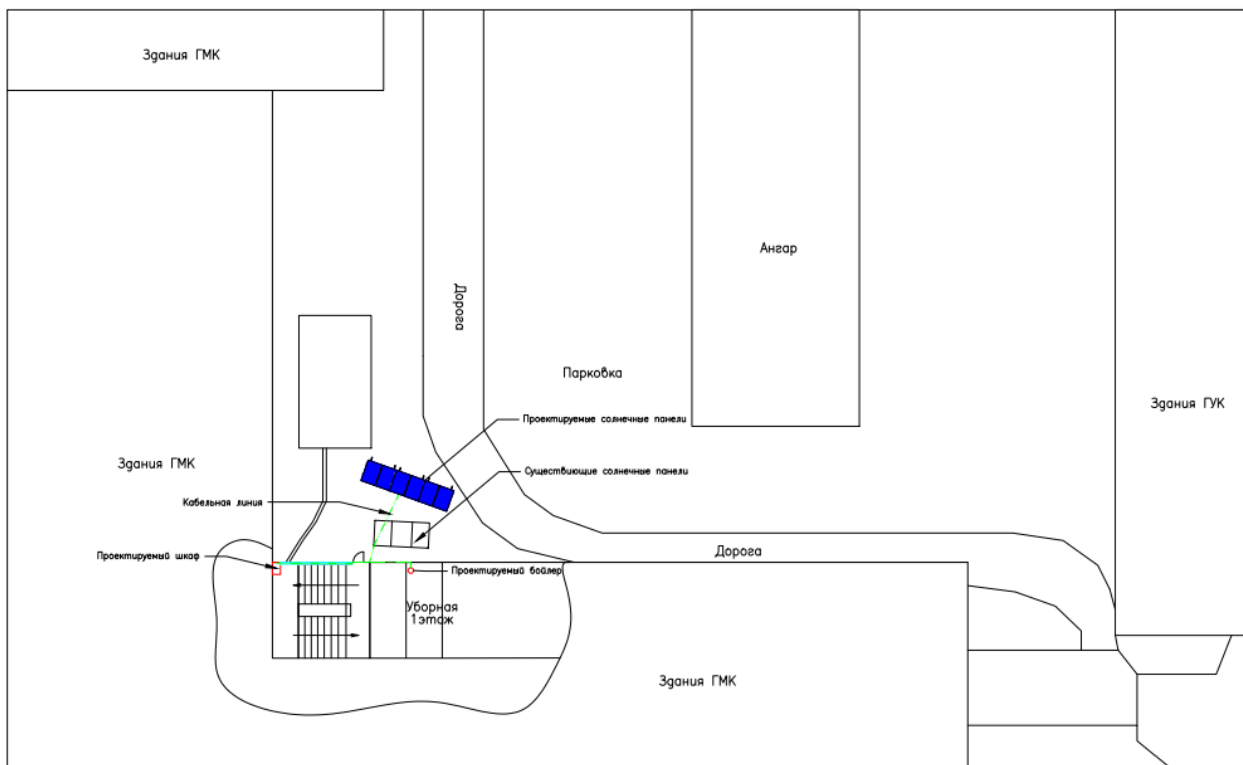 Здания ГМК
Дорога
Ангар
Парковка
Здания ГУК
Проектируемые солнечные панели
Здания ГМК
Существиющие солнечные панели
Кабельная линия
Проектируемый шкаф
Дорога
Проектируемый бойлер
Уборная
1этаж
Здания ГМК